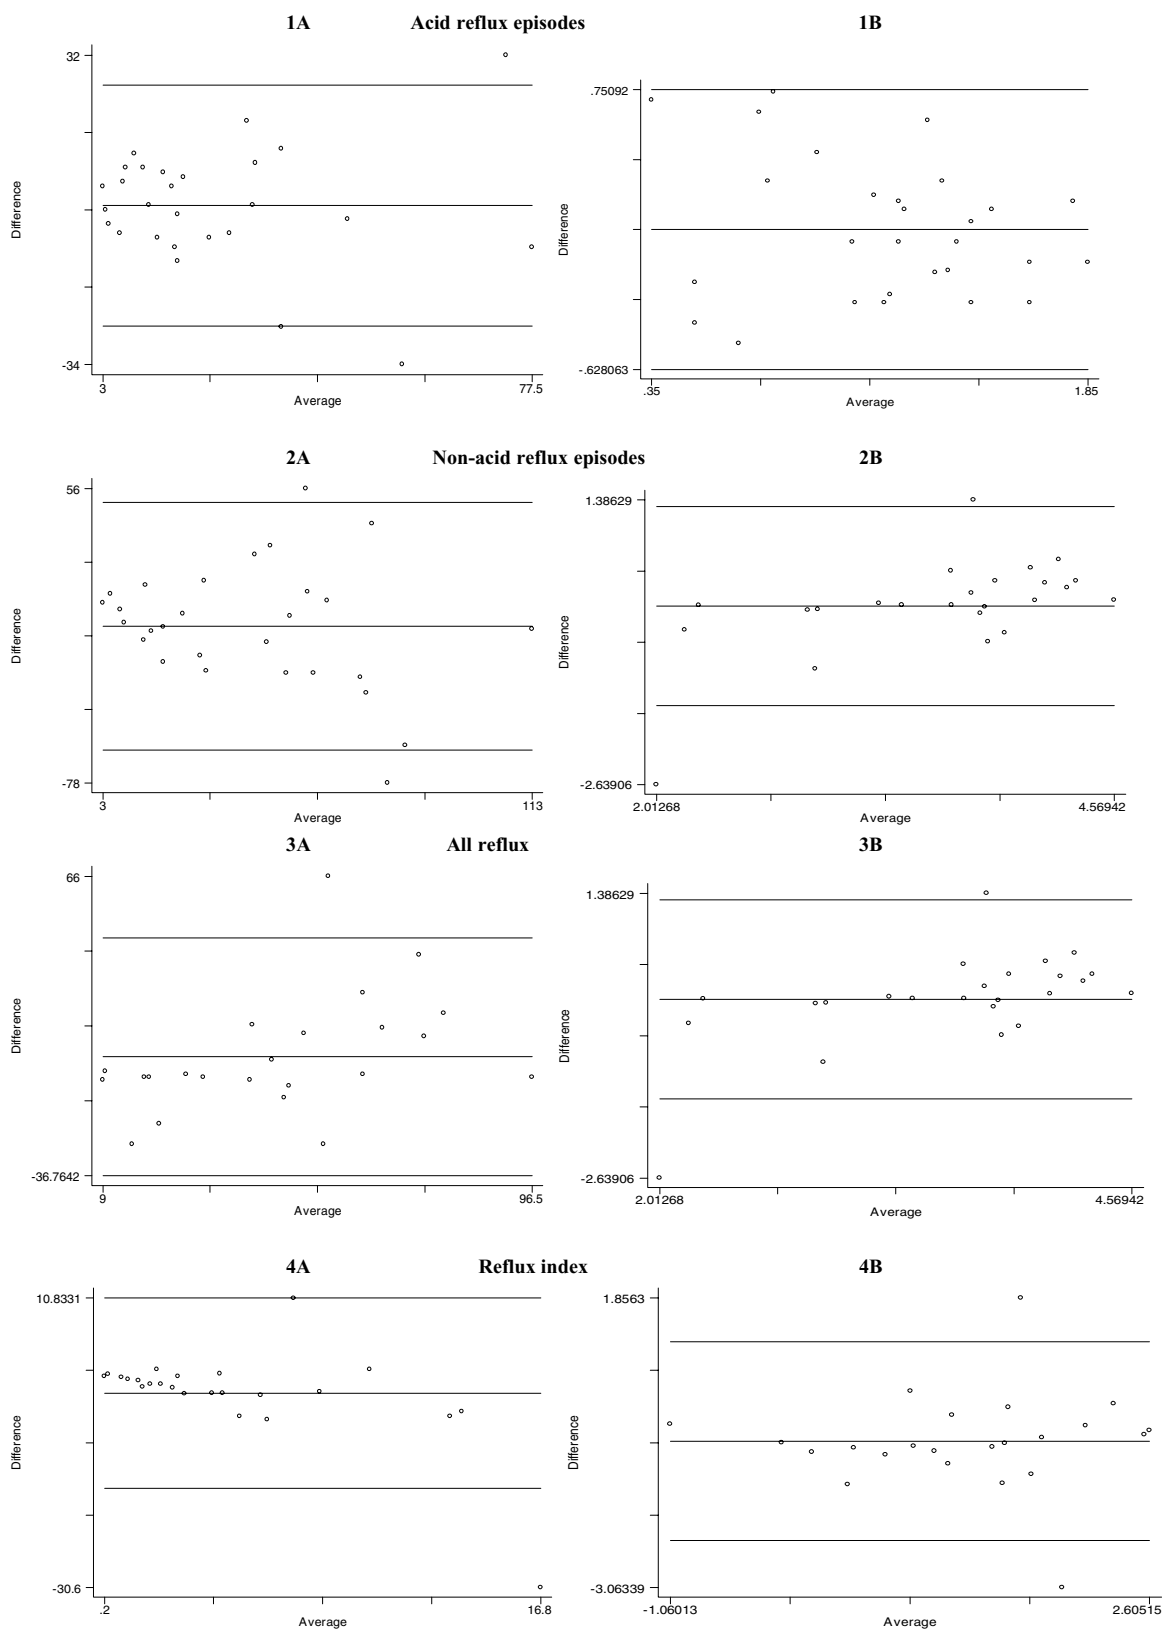 1A Acid reflux episodes 1B
32
Difference
-34
3 77.5
Average
.75092
Difference
-.628063
.35 1.85
Average
2A Non-acid reflux episodes 2B
56
Difference
-78
3 113
Average
1.38629
Difference
-2.63906
2.01268 4.56942
Average
3A All reflux 3B
66
Difference
-36.7642
9 96.5
Average
1.38629
Difference
-2.63906
2.01268 4.56942
Average
4A Reflux index 4B
10.8331
Difference
-30.6
.2 16.8
Average
1.8563
Difference
-3.06339
-1.06013 2.60515
Average